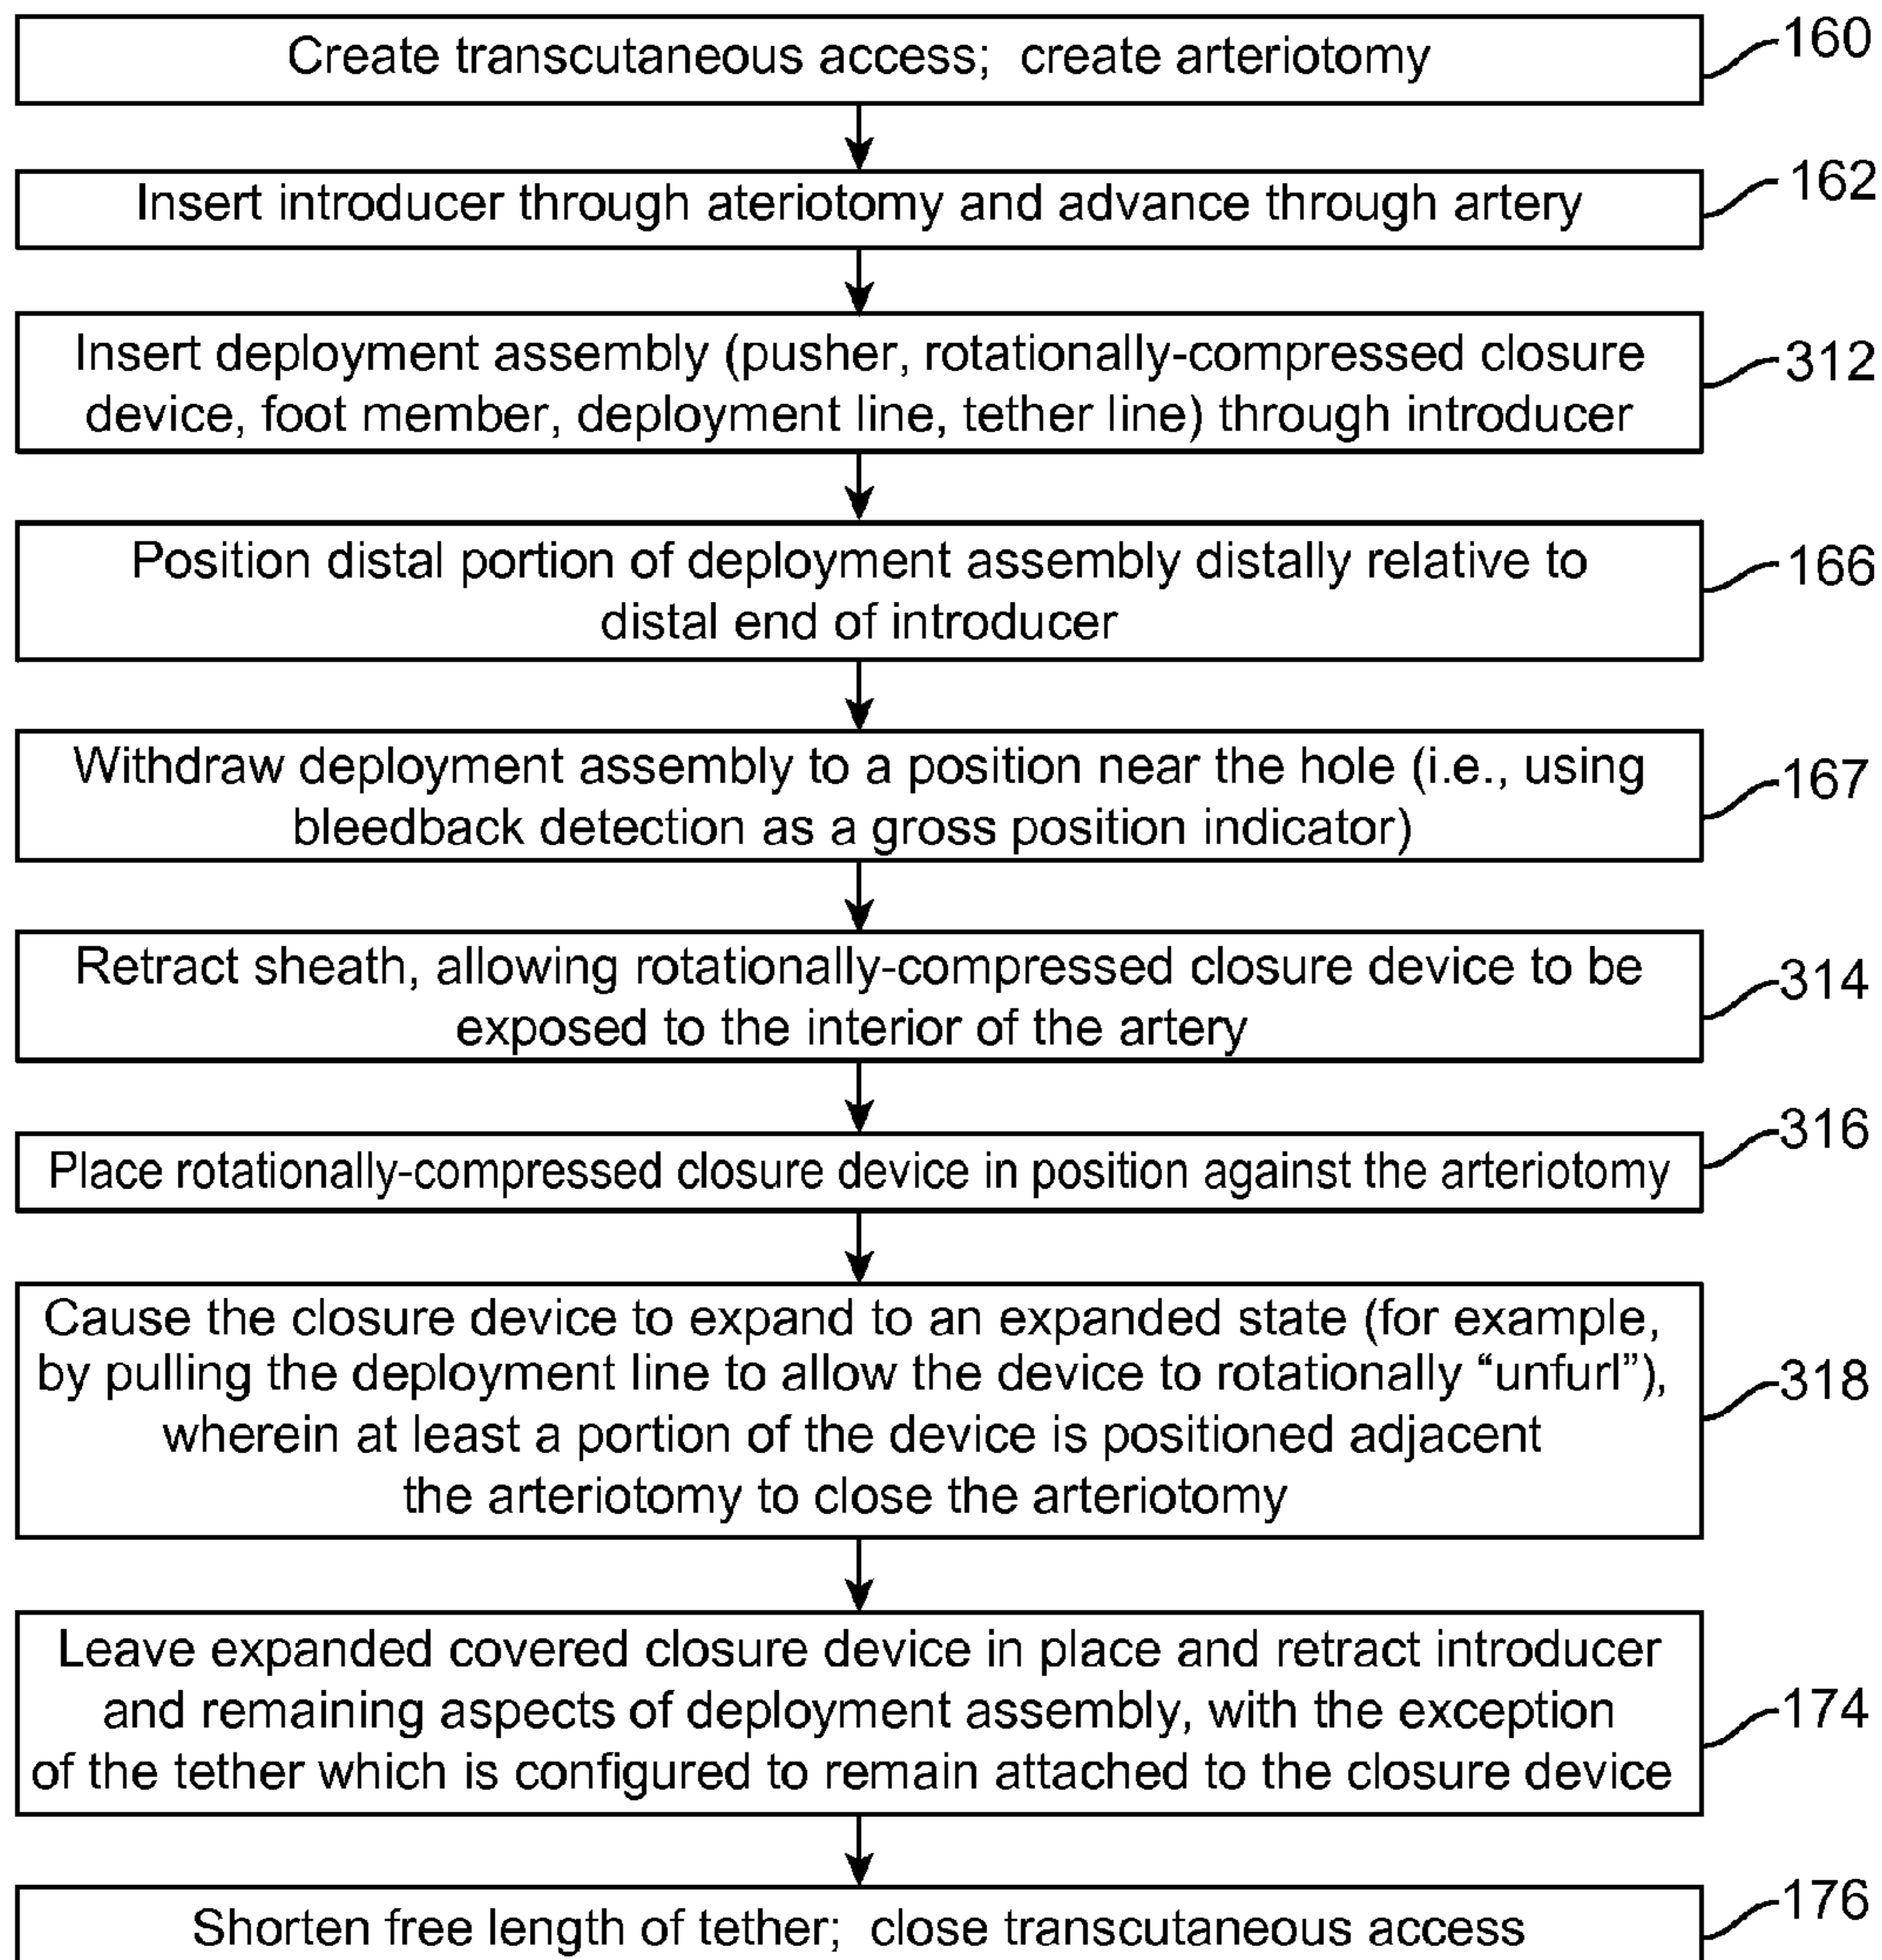 Create transcutaneous access; create arteriotomy
160
Insert introducer through ateriotomy and advance through artery
162
Insert deployment assembly (pusher, rotationally-compressed closure
device, foot member, deployment line, tether line) through introducer
312
Position distal portion of deployment assembly distally relative to
distal end of introducer
166
Withdraw deployment assembly to a position near the hole (i.e., using
bleedback detection as a gross position indicator)
167
Retract sheath, allowing rotationally-compressed closure device to be
exposed to the interior of the artery
314
Place rotationally-compressed closure device in position against the arteriotomy
316
Cause the closure device to expand to an expanded state (for example,
by pulling the deployment line to allow the device to rotationally “unfurl”),
wherein at least a portion of the device is positioned adjacent
the arteriotomy to close the arteriotomy
318
Leave expanded covered closure device in place and retract introducer
and remaining aspects of deployment assembly, with the exception
of the tether which is configured to remain attached to the closure device
174
Shorten free length of tether; close transcutaneous access
176